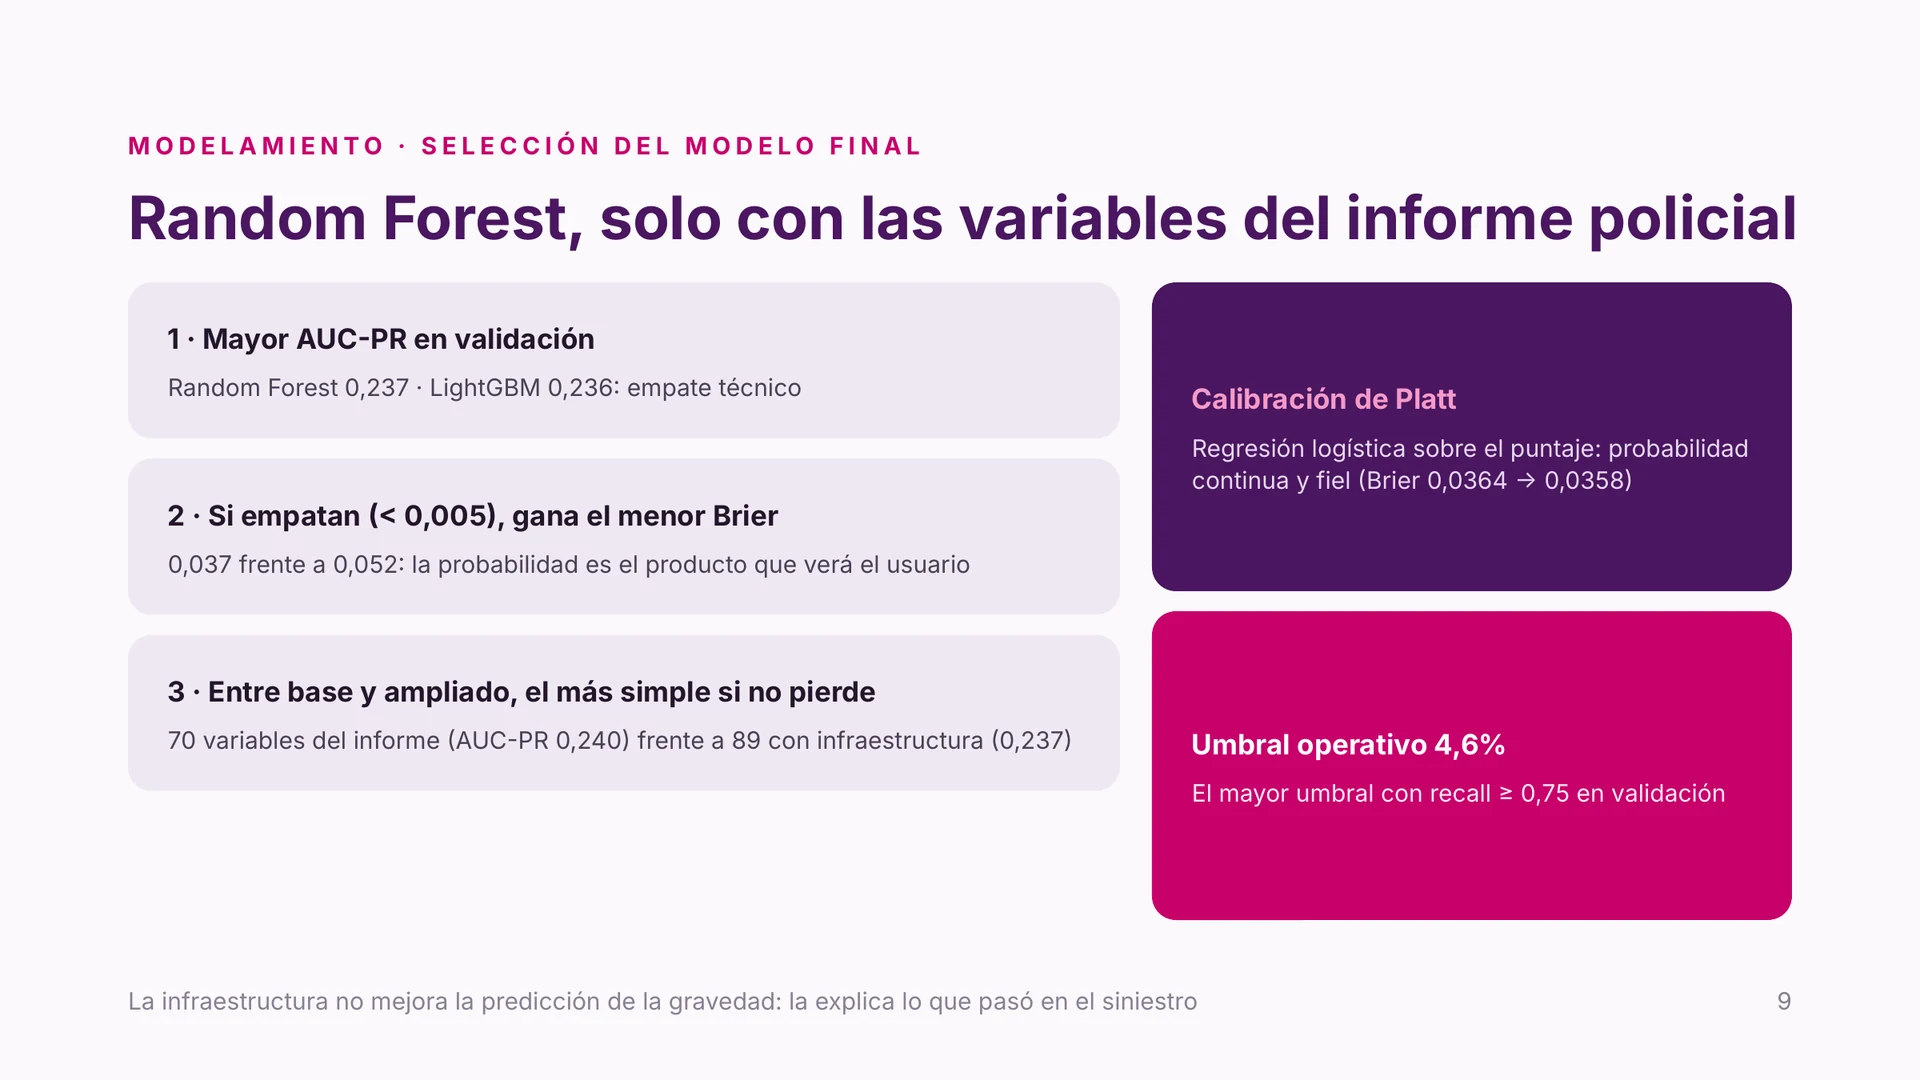 MODELAMIENTO · SELECCIÓN DEL MODELO FINAL
Random Forest, solo con las variables del informe policial
1 · Mayor AUC-PR en validación
Random Forest 0,237 · LightGBM 0,236: empate técnico
2 · Si empatan (< 0,005), gana el menor Brier
0,037 frente a 0,052: la probabilidad es el producto que verá el usuario
3 · Entre base y ampliado, el más simple si no pierde
70 variables del informe (AUC-PR 0,240) frente a 89 con infraestructura (0,237)
Calibración de Platt
Regresión logística sobre el puntaje: probabilidad
continua y fiel (Brier 0,0364 → 0,0358)
Umbral operativo 4,6%
El mayor umbral con recall ≥ 0,75 en validación
La infraestructura no mejora la predicción de la gravedad: la explica lo que pasó en el siniestro
9